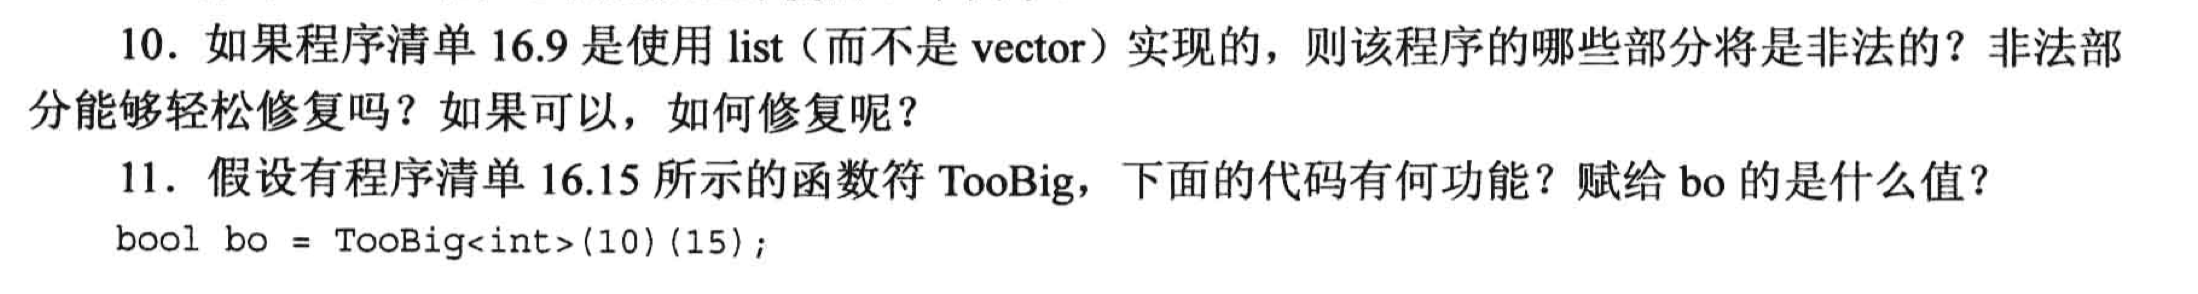 10．如果程序清单 16.9 是使用 list（而不是 vector）实现的，则该程序的哪些部分将是非法的？非法部
分能够轻松修复吗？如果可以，如何修复呢？
11．假设有程序清单 16.15 所示的函数符 TooBig，下面的代码有何功能？赋给 bo 的是什么值？
bool bo = TooBig<int>(10)(15);